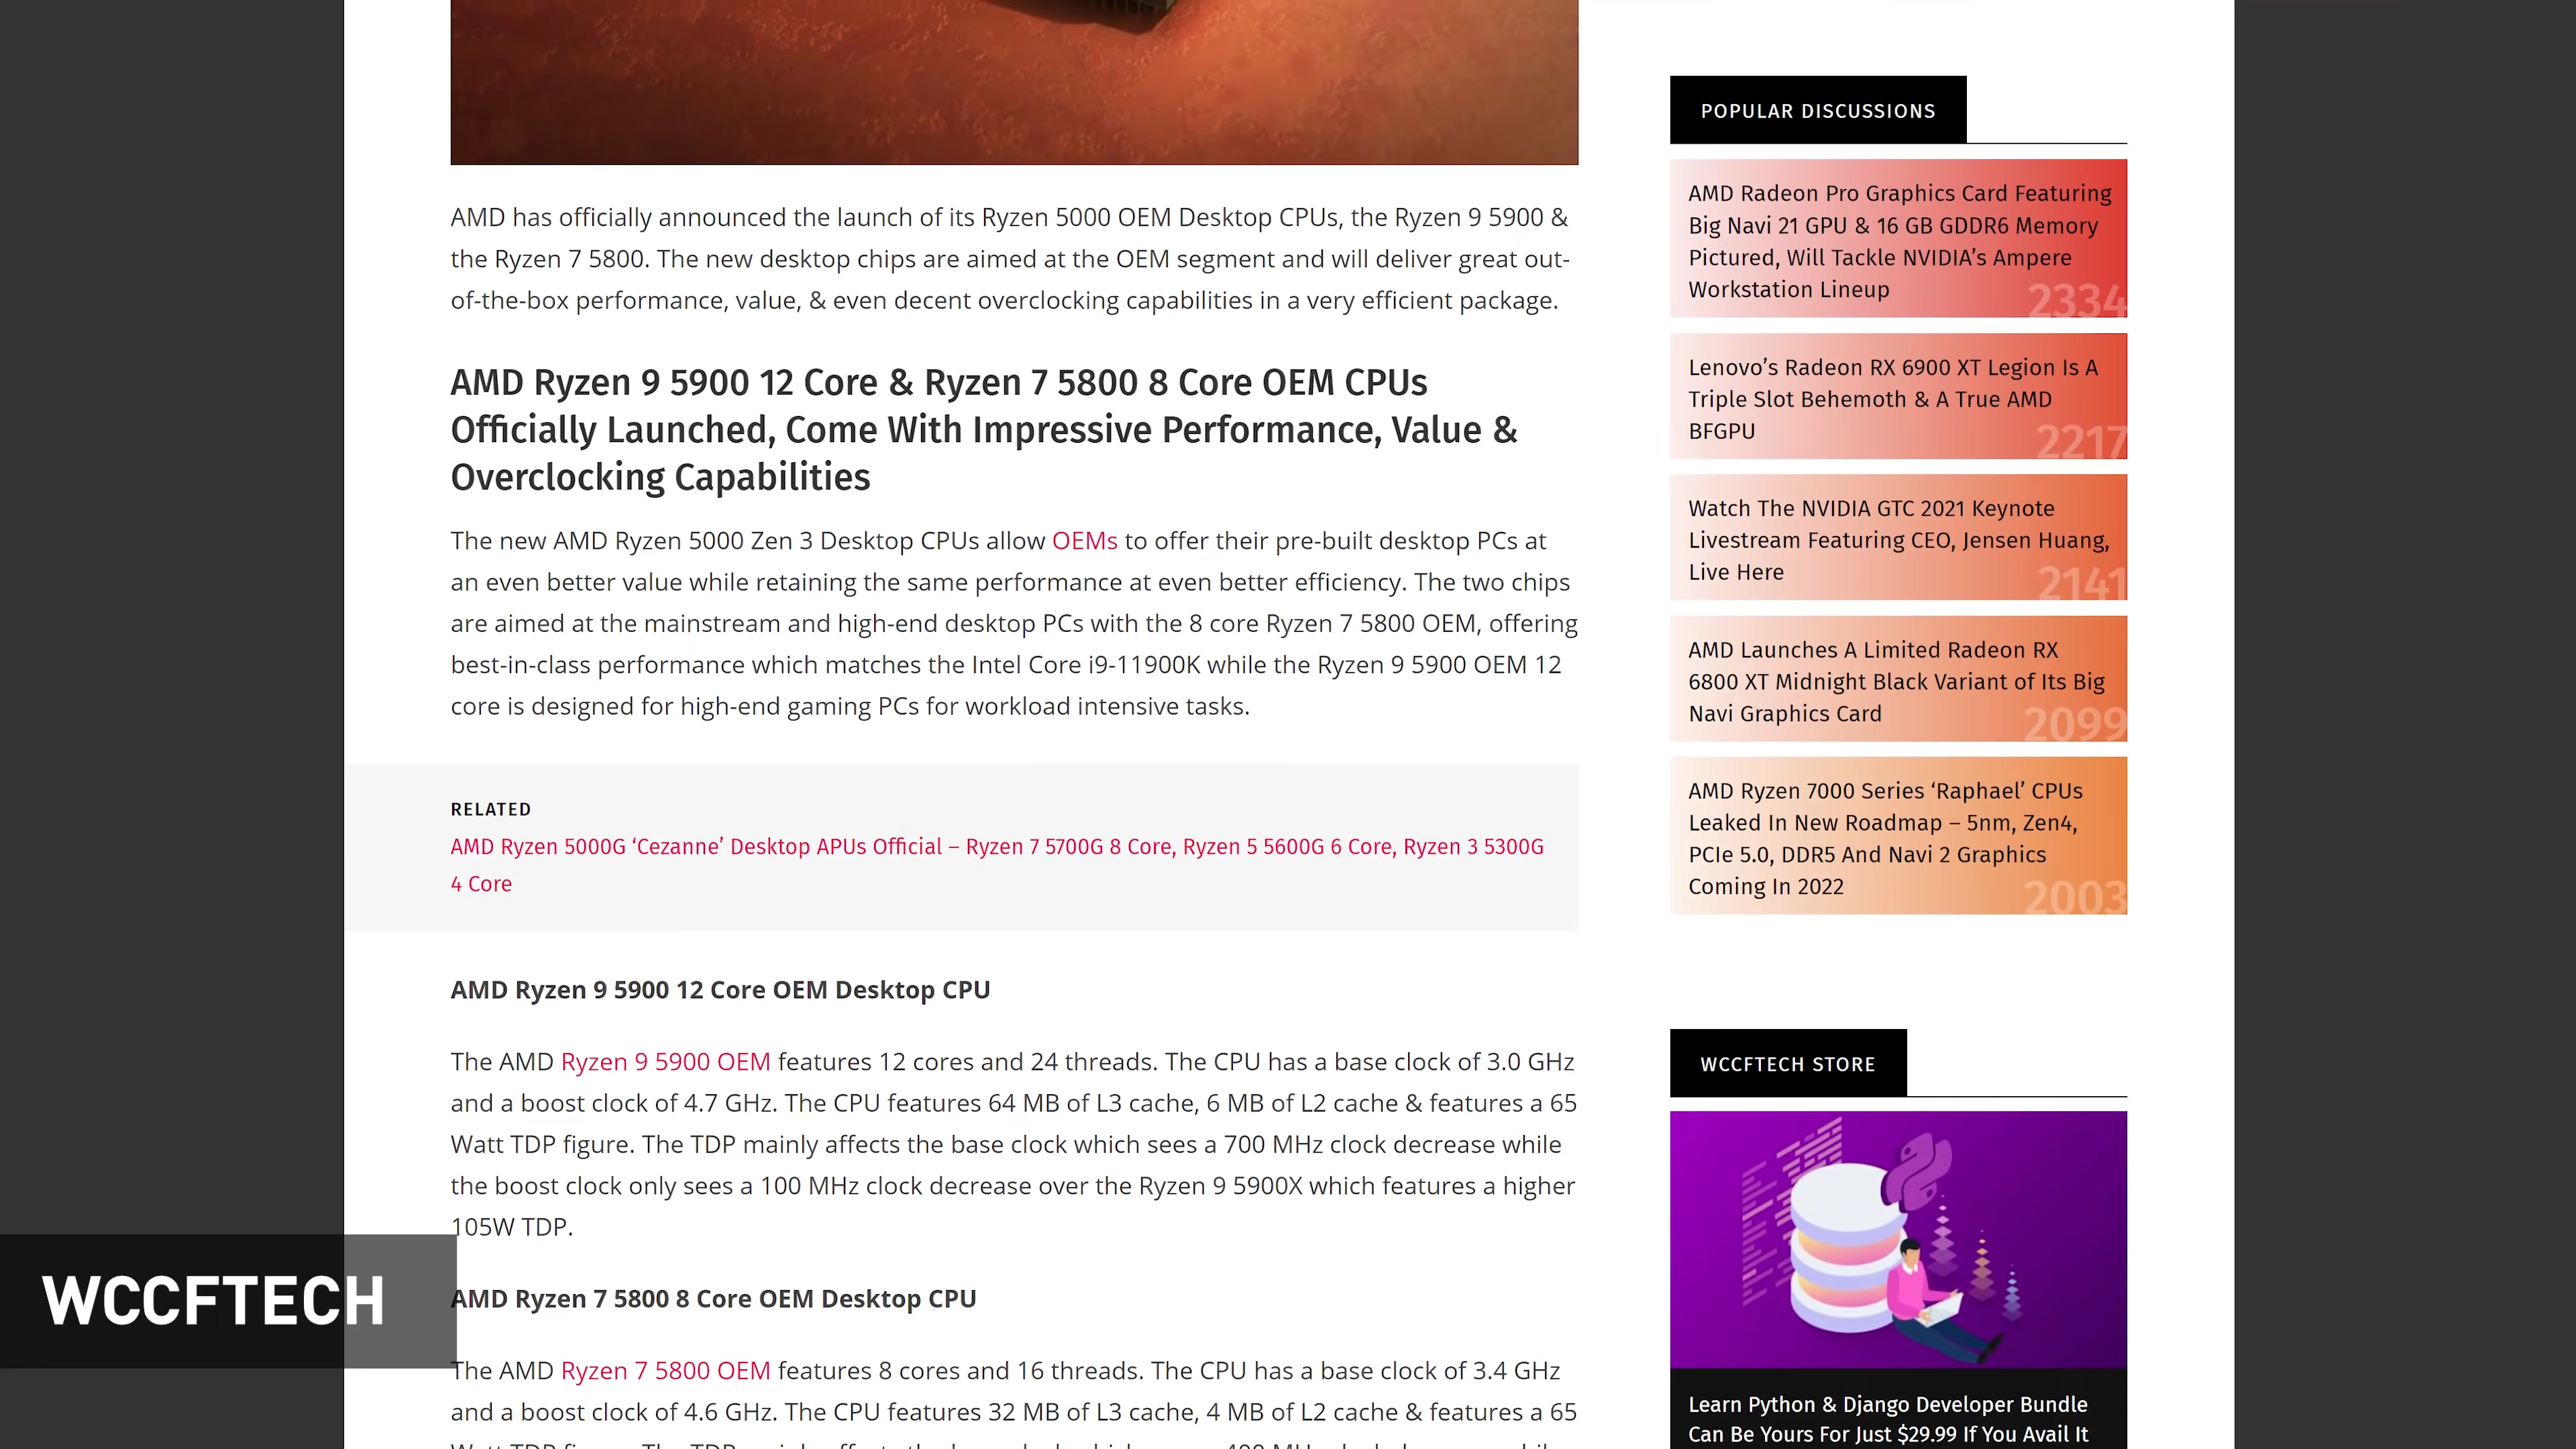 AMD has officially announced the launch of its Ryzen 5000 OEM Desktop CPUs, the Ryzen 9 5900 &
the Ryzen 7 5800. The new desktop chips are aimed at the OEM segment and will deliver great out-
of-the-box performance, value, & even decent overclocking capabilities in a very efficient package.
AMD Ryzen 9 5900 12 Core & Ryzen 7 5800 8 Core OEM CPUs
Officially Launched, Come With Impressive Performance, Value &
Overclocking Capabilities
The new AMD Ryzen 5000 Zen 3 Desktop CPUs allow OEMs to offer their pre-built desktop PCs at
an even better value while retaining the same performance at even better efficiency. The two chips
are aimed at the mainstream and high-end desktop PCs with the 8 core Ryzen 7 5800 OEM, offering
best-in-class performance which matches the Intel Core i9-11900K while the Ryzen 9 5900 OEM 12
core is designed for high-end gaming PCs for workload intensive tasks.
RELATED
AMD Ryzen 5000G ‘Cezanne’ Desktop APUs Official – Ryzen 7 5700G 8 Core, Ryzen 5 5600G 6 Core, Ryzen 3 5300G
4 Core
AMD Ryzen 9 5900 12 Core OEM Desktop CPU
The AMD Ryzen 9 5900 OEM features 12 cores and 24 threads. The CPU has a base clock of 3.0 GHz
and a boost clock of 4.7 GHz. The CPU features 64 MB of L3 cache, 6 MB of L2 cache & features a 65
Watt TDP figure. The TDP mainly affects the base clock which sees a 700 MHz clock decrease while
the boost clock only sees a 100 MHz clock decrease over the Ryzen 9 5900X which features a higher
105W TDP.
AMD Ryzen 7 5800 8 Core OEM Desktop CPU
The AMD Ryzen 7 5800 OEM features 8 cores and 16 threads. The CPU has a base clock of 3.4 GHz
and a boost clock of 4.6 GHz. The CPU features 32 MB of L3 cache, 4 MB of L2 cache & features a 65
WCCFTECH
POPULAR DISCUSSIONS
AMD Radeon Pro Graphics Card Featuring
Big Navi 21 GPU & 16 GB GDDR6 Memory
Pictured, Will Tackle NVIDIA’s Ampere
Workstation Lineup
2334
Lenovo’s Radeon RX 6900 XT Legion Is A
Triple Slot Behemoth & A True AMD
BFGPU
2217
Watch The NVIDIA GTC 2021 Keynote
Livestream Featuring CEO, Jensen Huang,
Live Here
2141
AMD Launches A Limited Radeon RX
6800 XT Midnight Black Variant of Its Big
Navi Graphics Card
2099
AMD Ryzen 7000 Series ‘Raphael’ CPUs
Leaked In New Roadmap – 5nm, Zen4,
PCIe 5.0, DDR5 And Navi 2 Graphics
Coming In 2022
2003
WCCFTECH STORE
Learn Python & Django Developer Bundle
Can Be Yours For Just $29.99 If You Avail It